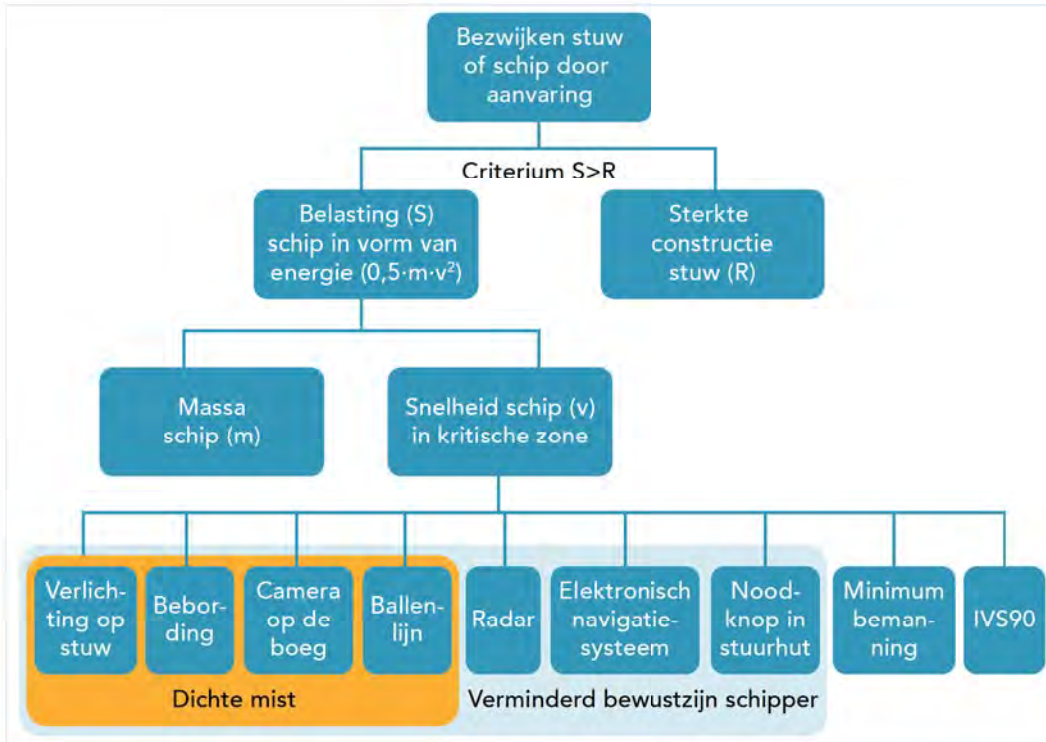 Bezwijken stuw
of schip door
aanvaring
Criterium S>R
Belasting (S)
schip in vorm van
energie (0,5·m·v²)
Sterkte
constructie
stuw (R)
Massa
schip (m)
Snelheid schip (v)
in kritische zone
Verlich-
ting op
stuw
Bebor-
ding
Camera
op de
boeg
Ballen-
lijn
Radar
Elektronisch
navigatie-
systeem
Nood-
knop in
stuurhut
Minimum
beman-
ning
IVS90
Dichte mist
Verminderd bewustzijn schipper